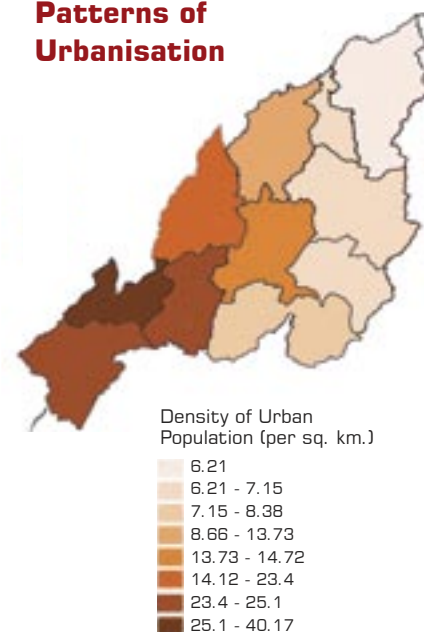 Patterns of
Urbanisation
Density of Urban
Population (per sq. km.)
6.21
6.21 - 7.15
7.15 - 8.38
8.66 - 13.73
13.73 - 14.72
14.12 - 23.4
23.4 - 25.1
25.1 - 40.17